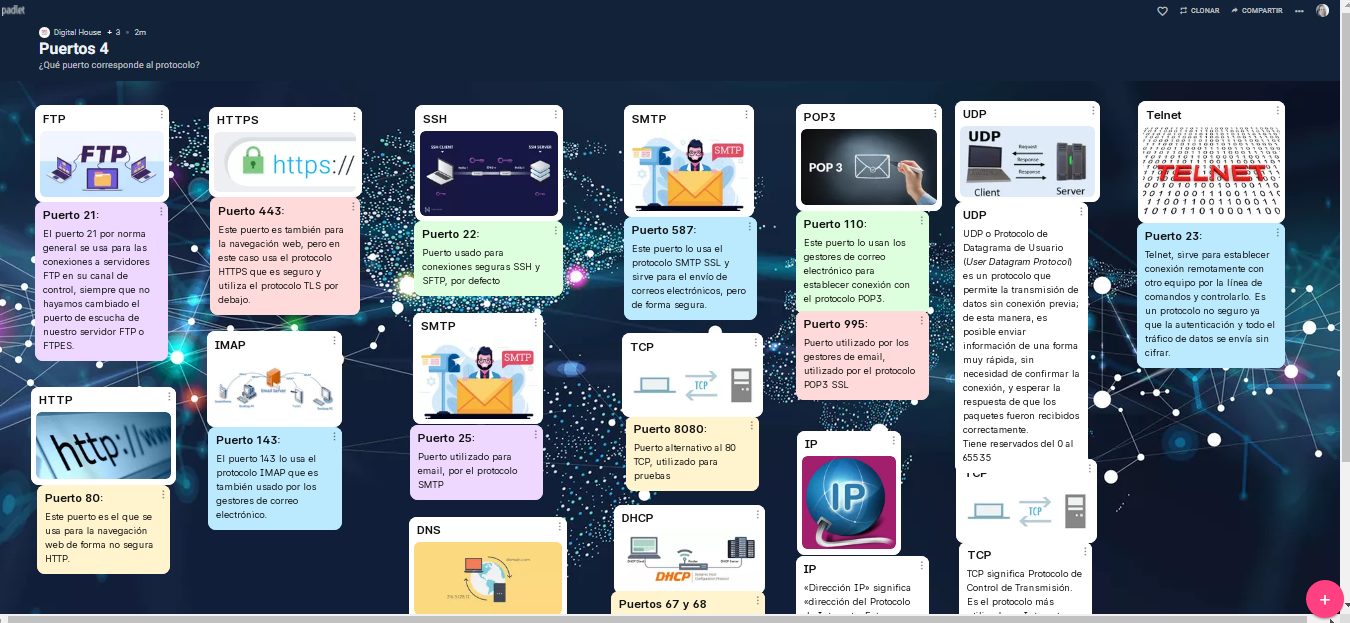 padlet
CLONAR
COMPARTIR
Digital House + 3 • 2m
Puertos 4
¿Qué puerto corresponde al protocolo?
FTP
FTP
Puerto 21:
El puerto 21 por norma
general se usa para las
conexiones a servidores
FTP en su canal de
control, siempre que no
hayamos cambiado el
puerto de escucha de
nuestro servidor FTP o
FTPES.
HTTP
http://www
Puerto 80:
Este puerto es el que se
usa para la navegación
web de forma no segura
HTTP.
HTTPS
https://
Puerto 443:
Este puerto es también para
la navegación web, pero en
este caso usa el protocolo
HTTPS que es seguro y
utiliza el protocolo TLS por
debajo.
IMAP
Email Server
Puerto 143:
El puerto 143 lo usa el
protocolo IMAP que es
también usado por los
gestores de correo
electrónico.
SSH
SSH CLIENT
SSH SERVER
Puerto 22:
Puerto usado para
conexiones seguras SSH y
SFTP, por defecto
SMTP
SMTP
Puerto 25:
Puerto utilizado para
email, por el protocolo
SMTP
DNS
domain.com
SMTP
SMTP
Puerto 587:
Este puerto lo usa el
protocolo SMTP SSL y
sirve para el envío de
correos electrónicos, pero
de forma segura.
TCP
TCP
Puerto 8080:
Puerto alternativo al 80
TCP, utilizado para
pruebas
DHCP
DHCP Client
Router
DHCP Server
DHCP
Puertos 67 y 68
POP3
POP 3
Puerto 110:
Este puerto lo usan los
gestores de correo
electrónico para
establecer conexión con
el protocolo POP3.
Puerto 995:
Puerto utilizado por los
gestores de email,
utilizado por el protocolo
POP3 SSL
IP
IP
IP
«Dirección IP» significa
«dirección del Protocolo
UDP
UDP
Request
Response
Response
Client
Server
UDP
UDP o Protocolo de
Datagrama de Usuario
(User Datagram Protocol)
es un protocolo que
permite la transmisión de
datos sin conexión previa;
de esta manera, es
posible enviar
información de una forma
muy rápida, sin
necesidad de confirmar la
conexión, y esperar la
respuesta de que los
paquetes fueron recibidos
correctamente.
Tiene reservados del 0 al
65535
TCP
TCP
TCP
TCP significa Protocolo de
Control de Transmisión.
Es el protocolo más
Telnet
TELNET
Puerto 23:
Telnet, sirve para establecer
conexión remotamente con
otro equipo por la línea de
comandos y controlarlo. Es
un protocolo no seguro ya
que la autenticación y todo el
tráfico de datos se envía sin
cifrar.